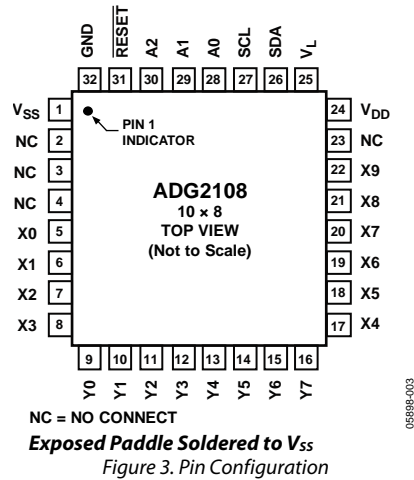 GND
RESET
A2
A1
A0
SCL
SDA
VL
32 31 30 29 28 27 26 25
VSS 1
NC 2
NC 3
NC 4
X0 5
X1 6
X2 7
X3 8
PIN 1
INDICATOR
ADG2108
10 × 8
TOP VIEW
(Not to Scale)
24 VDD
23 NC
22 X9
21 X8
20 X7
19 X6
18 X5
17 X4
9 10 11 12 13 14 15 16
Y0
Y1
Y2
Y3
Y4
Y5
Y6
Y7
NC = NO CONNECT
Exposed Paddle Soldered to VSS
Figure 3. Pin Configuration
05898-003